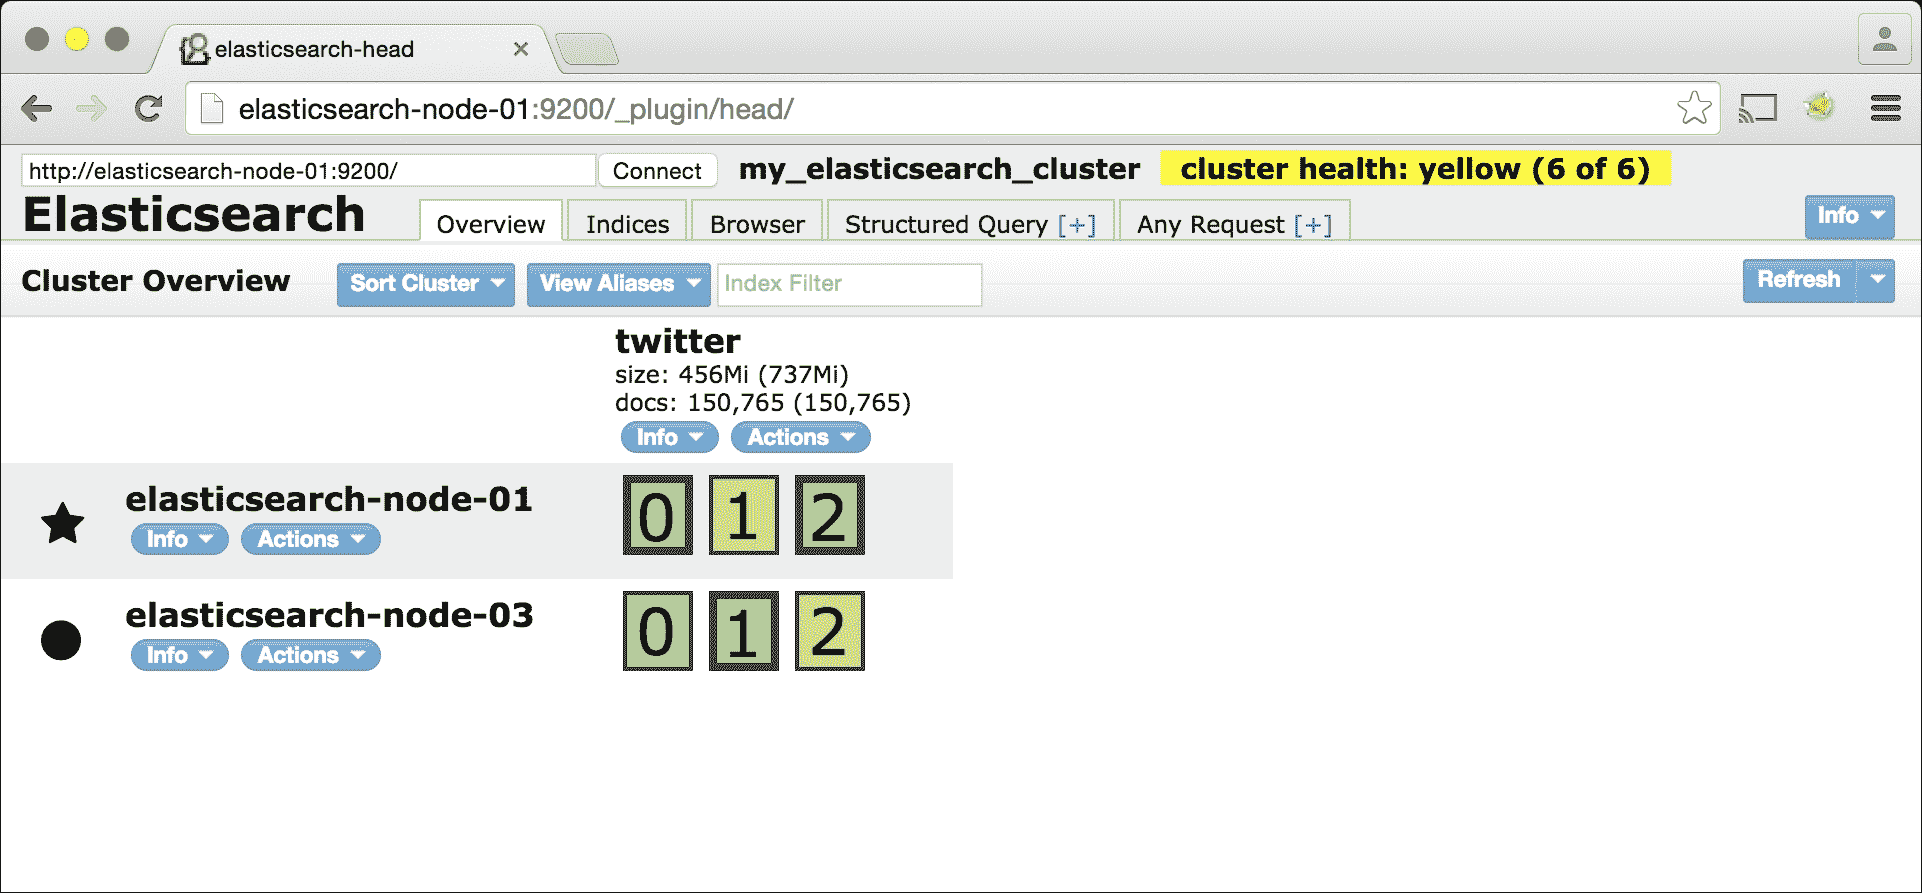 elasticsearch-head
elasticsearch-node-01:9200/_plugin/head/
http://elasticsearch-node-01:9200/ Connect my_elasticsearch_cluster cluster health: yellow (6 of 6)
Elasticsearch Overview Indices Browser Structured Query [+] Any Request [+] Info
Cluster Overview Sort Cluster View Aliases Index Filter Refresh
twitter
size: 456Mi (737Mi)
docs: 150,765 (150,765)
Info Actions
elasticsearch-node-01 0 1 2
Info Actions
elasticsearch-node-03 0 1 2
Info Actions